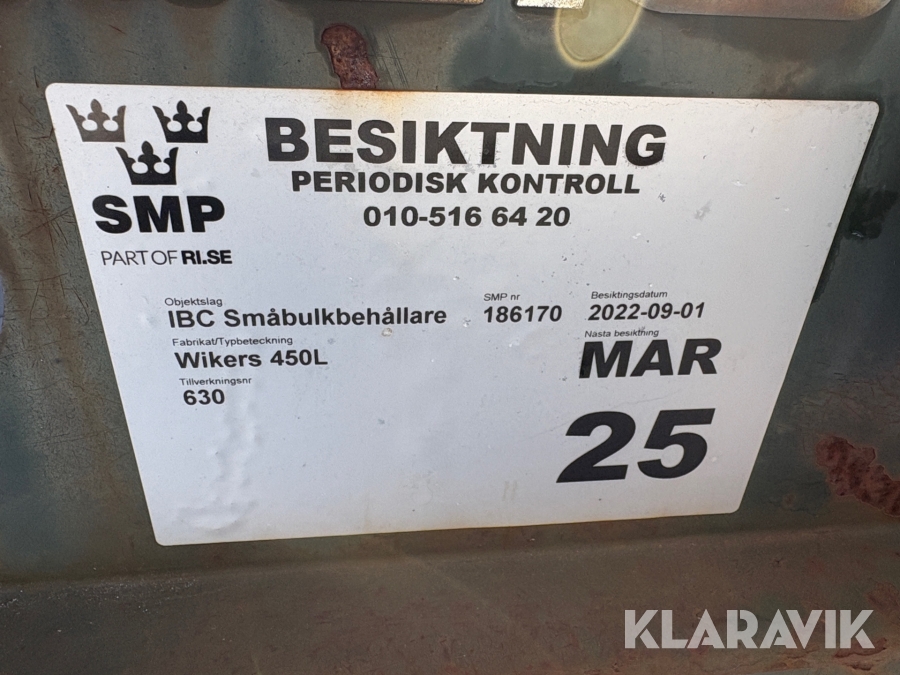 BESIKTNING
PERIODISK KONTROLL
010-516 64 20
SMP
PART OF RI.SE
Objektslag
IBC Småbulkbehållare
SMP nr
186170
Besiktingsdatum
2022-09-01
Fabrikat/Typbeteckning
Wikers 450L
Nästa besiktning
MAR
25
Tillverkningsnr
630
KLARAVIK